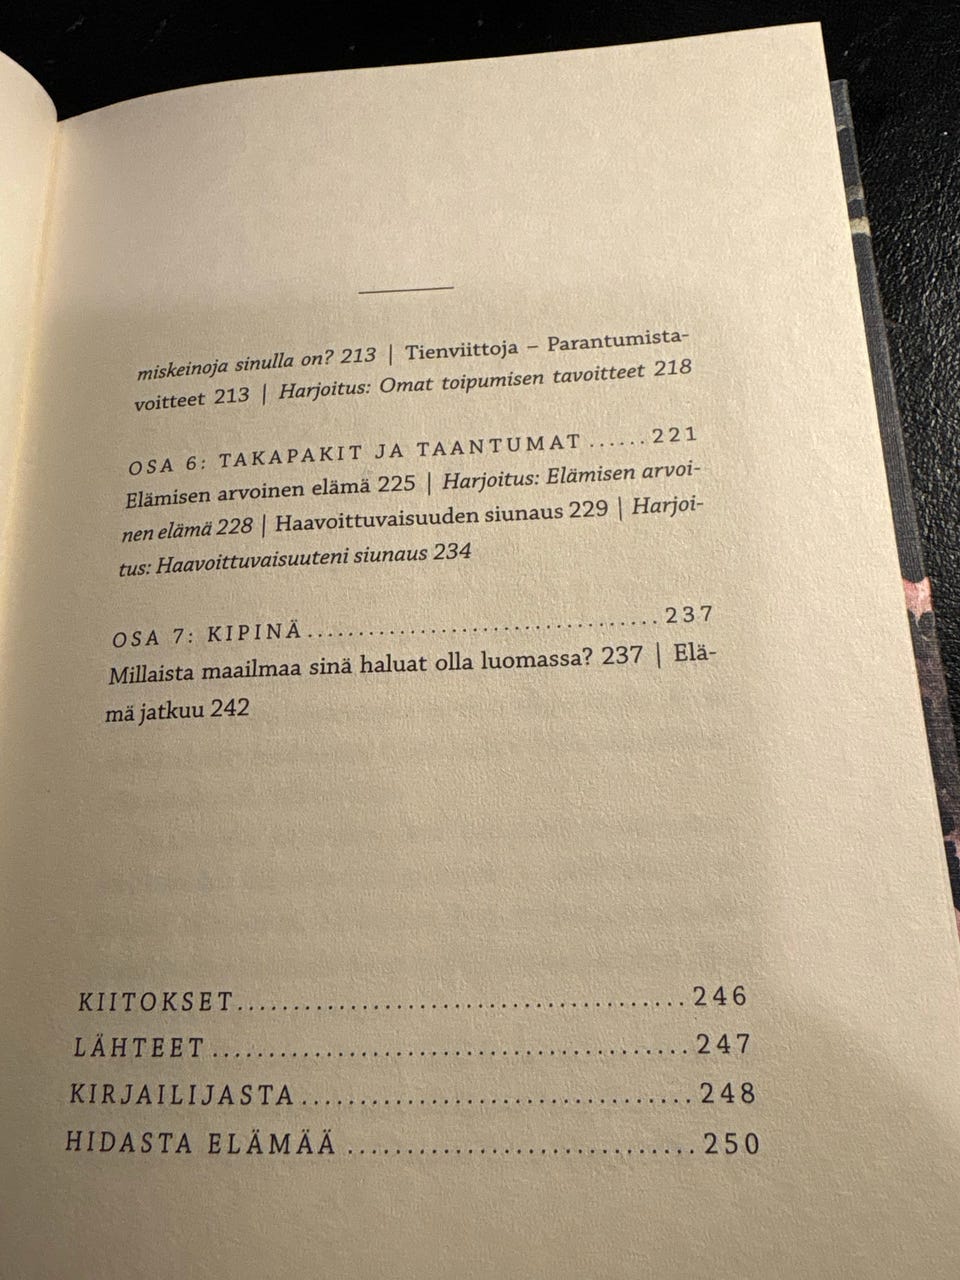 miskeinoja sinulla on? 213 | Tienviittoja – Parantumista-
voitteet 213 | Harjoitus: Omat toipumisen tavoitteet 218
OSA 6: TAKAPAKIT JA TAANTUMAT ...... 221
Elämisen arvoinen elämä 225 | Harjoitus: Elämisen arvoi-
nen elämä 228 | Haavoittuvaisuuden siunaus 229 | Harjoi-
tus: Haavoittuvaisuuteni siunaus 234
OSA 7: KIPINÄ .................................. 237
Millaista maailmaa sinä haluat olla luomassa? 237 | Elä-
mä jatkuu 242
KIITOKSET ...................................... 246
LÄHTEET ........................................ 247
KIRJAILIJASTA .................................. 248
HIDASTA ELÄMÄÄ .............................. 250